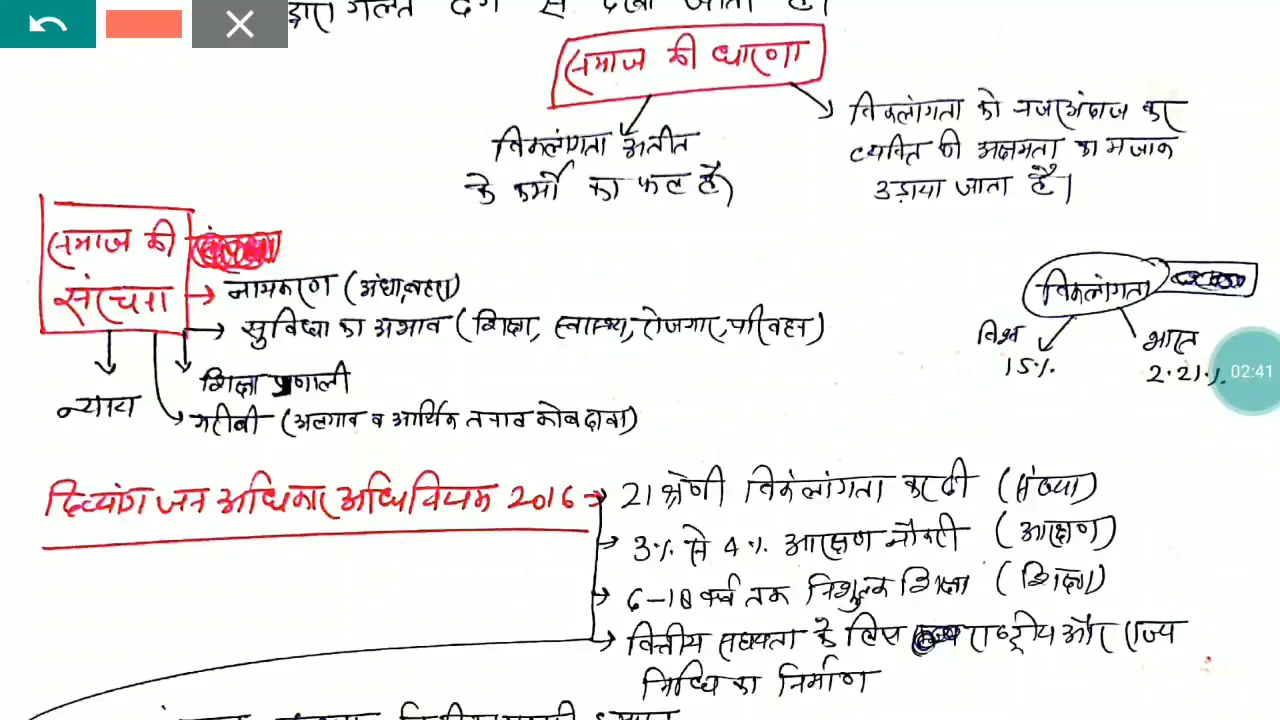 गलत ढंग से देखा जाता है।
समाज की धारणा
विकलांगता अतीत
के कर्मो का फल है)
विकलांगता को नजरअंदाज कर
व्यक्ति की अक्षमता का मजाक
उड़ाया जाता है।
समाज की
संरचना
नामकरण (अंधा,बहरा)
सुविधा का अभाव (शिक्षा, स्वास्थ्य, रोजगार, परिवहन)
शिक्षा प्रणाली
न्याय
गरीबी (अलगाव व आर्थिक तनाव को बढ़ावा)
विकलांगता
विश्व
15%
भारत
2.21%
02:41
दिव्यांग जन अधिकार अधिनियम 2016
21 श्रेणी विकलांगता कर दी (संख्या)
3% से 4% आरक्षण नौकरी (आरक्षण)
6-18 वर्ष तक निशुल्क शिक्षा (शिक्षा)
वित्तीय सहायता के लिए राष्ट्रीय और राज्य
निधि का निर्माण